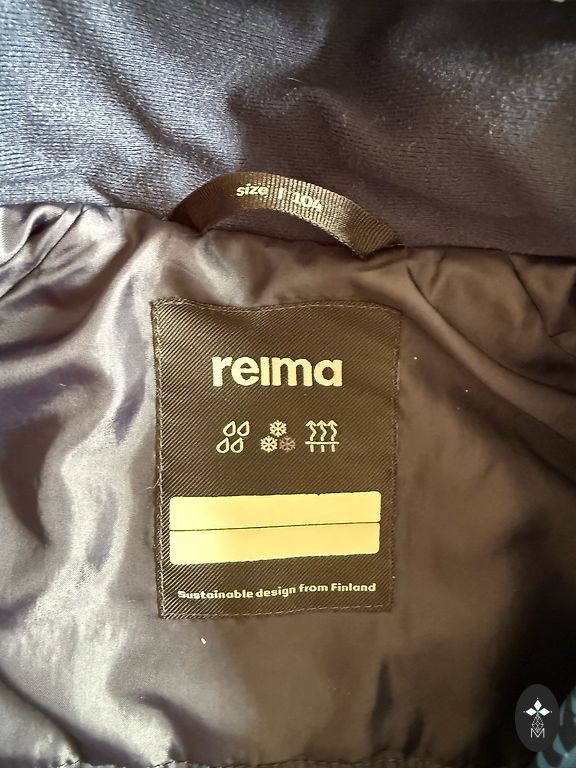 size | 104
reima
Sustainable design from Finland
M